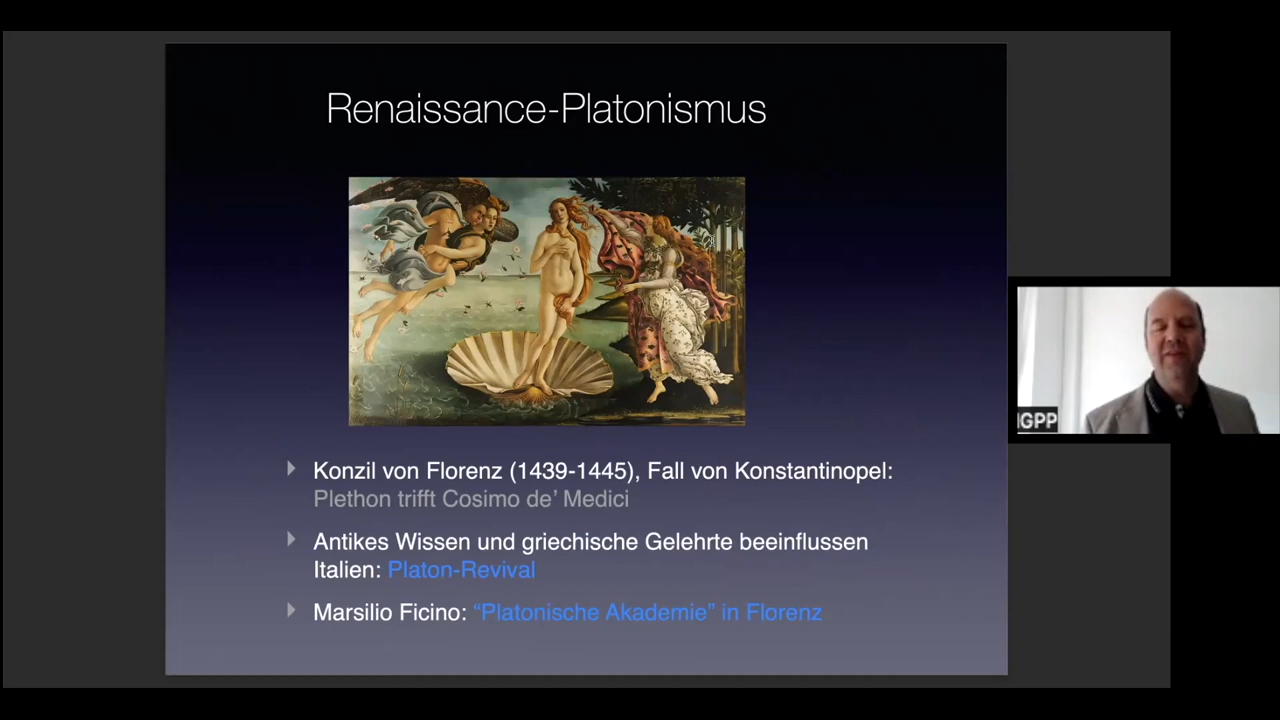 Renaissance-Platonismus
Konzil von Florenz (1439-1445), Fall von Konstantinopel:
Plethon trifft Cosimo de’ Medici
Antikes Wissen und griechische Gelehrte beeinflussen
Italien: Platon-Revival
Marsilio Ficino: “Platonische Akademie” in Florenz
IGPP